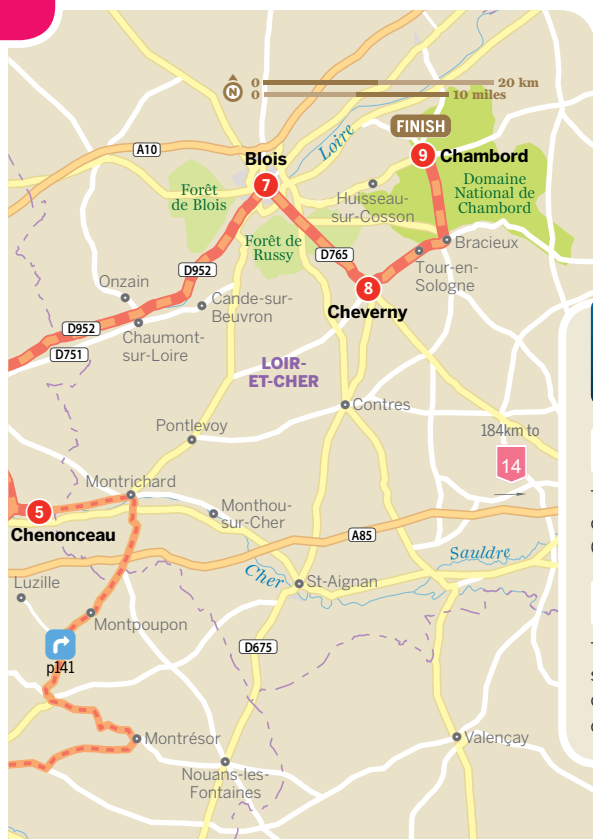 0 20 km
N 0 10 miles
FINISH
A10
Loire
Blois
9 Chambord
7
Forêt
de Blois
Domaine
National de
Chambord
Huisseau-
sur-Cosson
Forêt de
Russy
D765
Bracieux
D952
Tour-en-
Sologne
Onzain
8
Cande-sur-
Beuvron
Cheverny
D952
Chaumont-
sur-Loire
D751
LOIR-
ET-CHER
Contres
Pontlevoy
184km to
14
Montrichard
5
Monthou-
sur-Cher
Chenonceau
A85
Sauldre
Cher
Luzille
St-Aignan
Montpoupon
p141
D675
Montrésor
Valençay
Nouans-les-
Fontaines